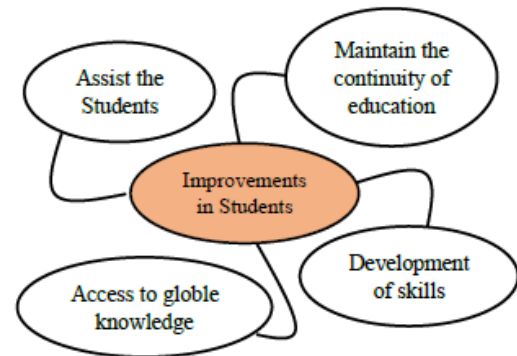 Assist the
Students
Maintain the
continuity of
education
Improvements
in Students
Development
of skills
Access to globle
knowledge